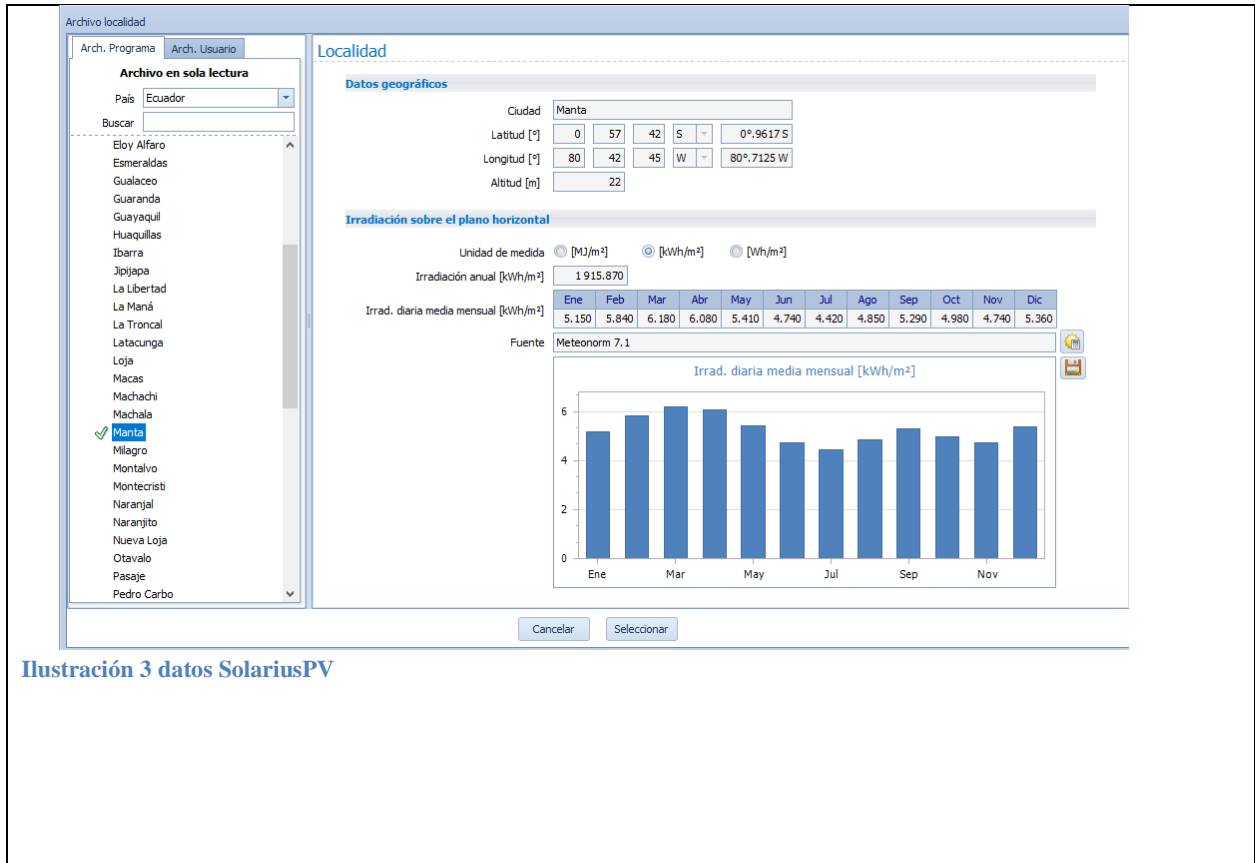 Archivo localidad
Arch. Programa Arch. Usuario
Archivo en sola lectura
País Ecuador
Buscar
Eloy Alfaro
Esmeraldas
Gualaceo
Guaranda
Guayaquil
Huaquillas
Ibarra
Jipijapa
La Libertad
La Maná
La Troncal
Latacunga
Loja
Macas
Machachi
Machala
Manta
Milagro
Montalvo
Montecristi
Naranjal
Naranjito
Nueva Loja
Otavalo
Pasaje
Pedro Carbo
Localidad
Datos geográficos
Ciudad Manta
Latitud [°] 0 57 42 S 0°.9617 S
Longitud [°] 80 42 45 W 80°.7125 W
Altitud [m] 22
Irradiación sobre el plano horizontal
Unidad de medida [MJ/m²] [kWh/m²] [Wh/m²]
Irradiación anual [kWh/m²] 1 915.870
Irrad. diaria media mensual [kWh/m²]
Ene Feb Mar Abr May Jun Jul Ago Sep Oct Nov Dic
5.150 5.840 6.180 6.080 5.410 4.740 4.420 4.850 5.290 4.980 4.740 5.360
Fuente Meteonorm 7.1
Irrad. diaria media mensual [kWh/m²]
6
4
2
0
Ene Mar May Jul Sep Nov
Cancelar Seleccionar
Ilustración 3 datos SolariusPV